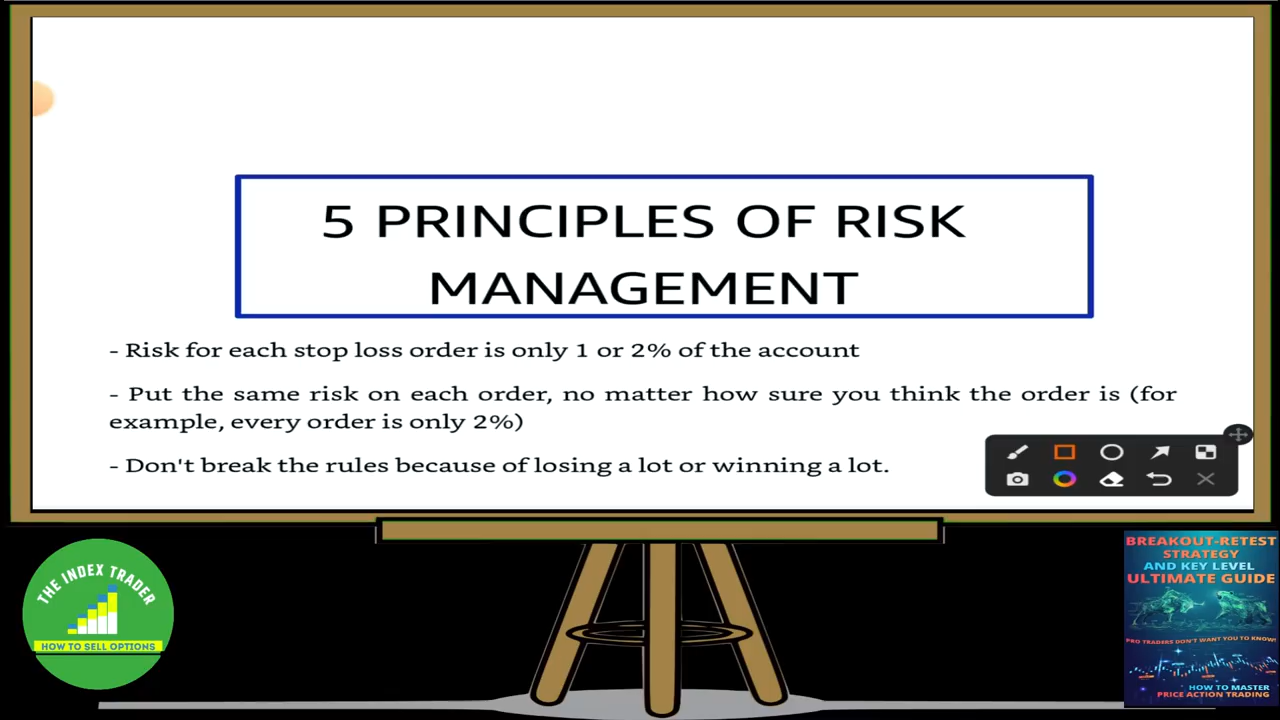 5 PRINCIPLES OF RISK
MANAGEMENT
- Risk for each stop loss order is only 1 or 2% of the account
- Put the same risk on each order, no matter how sure you think the order is (for
example, every order is only 2%)
- Don't break the rules because of losing a lot or winning a lot.
THE INDEX TRADER
HOW TO SELL OPTIONS
BREAKOUT-RETEST
STRATEGY
AND KEY LEVEL
ULTIMATE GUIDE
PRO TRADERS DON'T WANT YOU TO KNOW!
HOW TO MASTER
PRICE ACTION TRADING